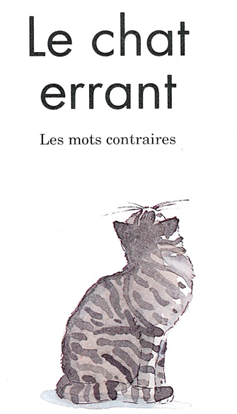 Le chat
errant
Les mots contraires